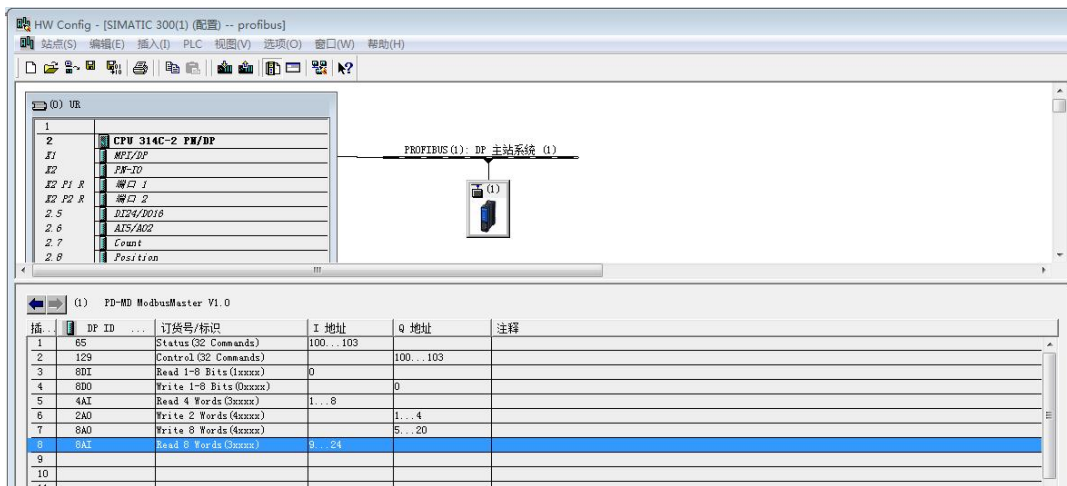 HW Config - [SIMATIC 300(1) (配置) -- profibus]
站点(S) 编辑(E) 插入(I) PLC 视图(V) 选项(O) 窗口(W) 帮助(H)
(0) UR
1
2 CPU 314C-2 PN/DP
X1 MPI/DP
X2 PN-IO
X2 P1 R 端口 1
X2 P2 R 端口 2
2.5 DI24/DO16
2.6 AI5/AO2
2.7 Count
2.8 Position
PROFIBUS(1): DP 主站系统 (1)
(1)
(1) PD-MD ModbusMaster V1.0
插... DP ID ... 订货号/标识 I 地址 Q 地址 注释
1 65 Status(32 Commands) 100...103
2 129 Control(32 Commands) 100...103
3 8DI Read 1-8 Bits(1xxxx) 0
4 8DO Write 1-8 Bits(0xxxx) 0
5 4AI Read 4 Words(3xxxx) 1...8
6 2AO Write 2 Words(4xxxx) 1...4
7 8AO Write 8 Words(4xxxx) 5...20
8 8AI Read 8 Words(3xxxx) 9...24
9
10